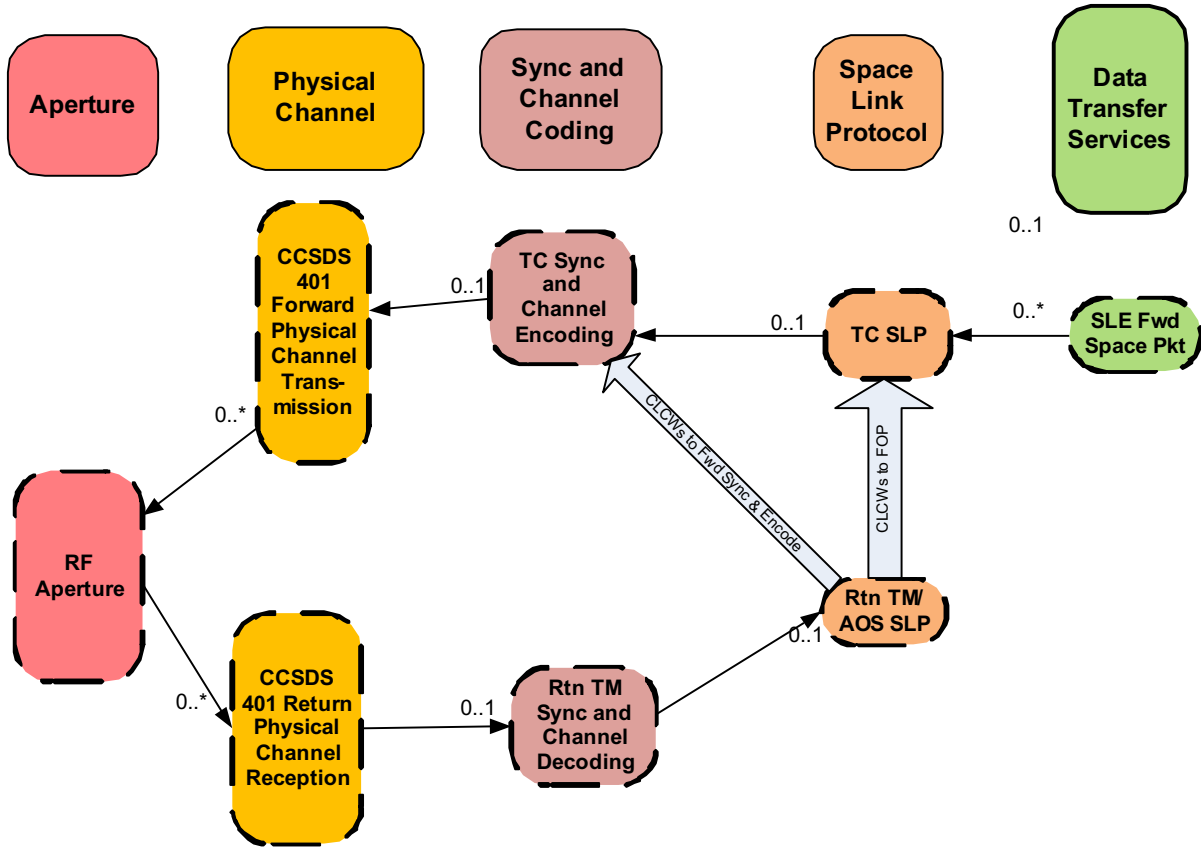 Aperture
Physical
Channel
Sync and
Channel
Coding
Space
Link
Protocol
Data
Transfer
Services
0..1
CCSDS
401
Forward
Physical
Channel
Trans-
mission
0..1
TC Sync
and
Channel
Encoding
0..1
TC SLP
0..*
SLE Fwd
Space Pkt
0..*
CLCWs to Fwd Sync & Encode
CLCWs to FOP
RF
Aperture
Rtn TM/
AOS SLP
0..1
0..*
CCSDS
401 Return
Physical
Channel
Reception
0..1
Rtn TM
Sync and
Channel
Decoding